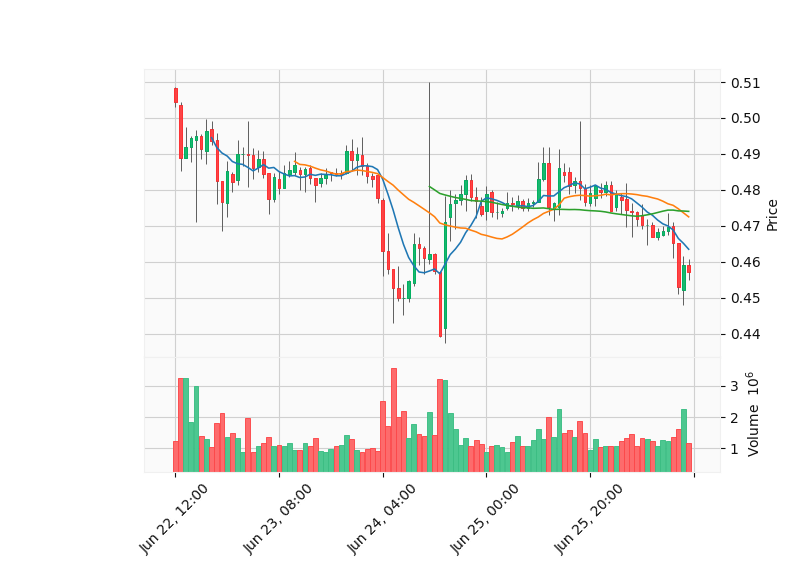 0.51
0.50
0.49
0.48
0.47
0.46
0.45
0.44
Price
3
2
1
Volume 10^6
Jun 22, 12:00
Jun 23, 08:00
Jun 24, 04:00
Jun 25, 00:00
Jun 25, 20:00